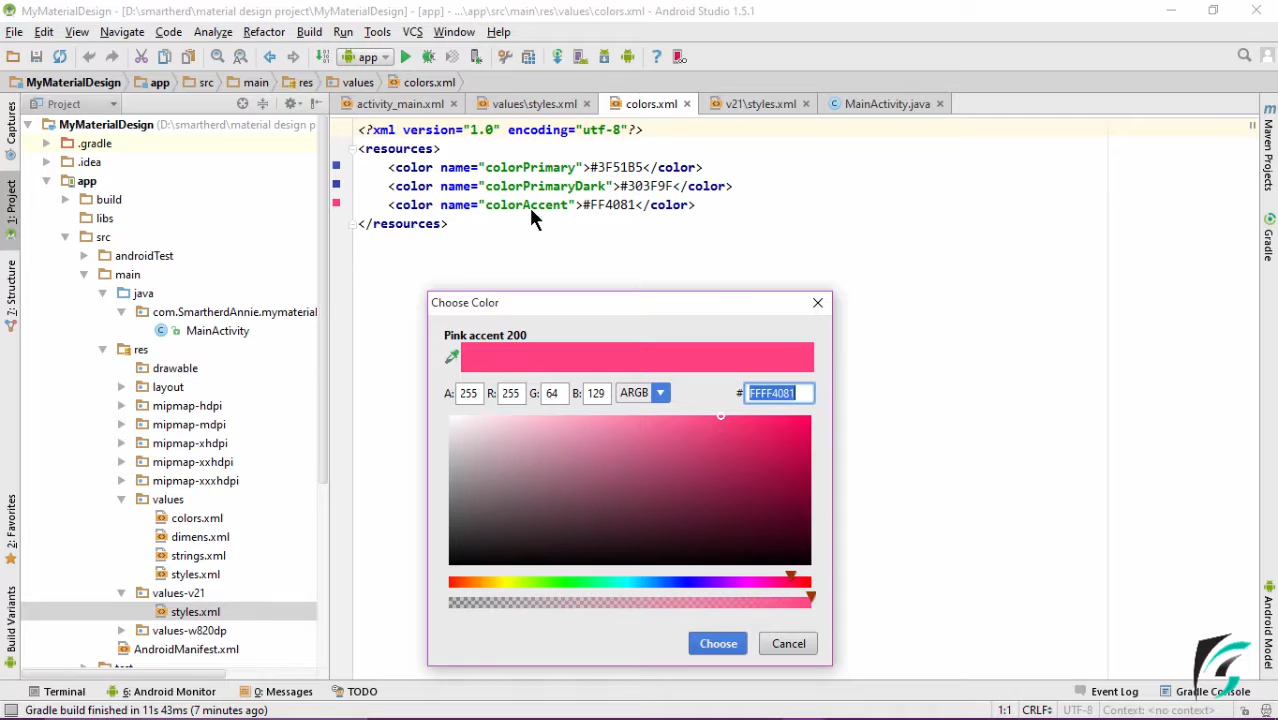 MyMaterialDesign - [D:\smartherd\material design project\MyMaterialDesign] - [app] - ...\app\src\main\res\values\colors.xml - Android Studio 1.5.1
File Edit View Navigate Code Analyze Refactor Build Run Tools VCS Window Help
app
MyMaterialDesign app src main res values colors.xml
Project
activity_main.xml values\styles.xml colors.xml v21\styles.xml MainActivity.java
Captures
1: Project
7: Structure
2: Favorites
Build Variants
MyMaterialDesign (D:\smartherd\material design p
.gradle
.idea
app
build
libs
src
androidTest
main
java
com.SmartherdAnnie.mymaterial
MainActivity
res
drawable
layout
mipmap-hdpi
mipmap-mdpi
mipmap-xhdpi
mipmap-xxhdpi
mipmap-xxxhdpi
values
colors.xml
dimens.xml
strings.xml
styles.xml
values-v21
styles.xml
values-w820dp
AndroidManifest.xml
<?xml version="1.0" encoding="utf-8"?>
<resources>
<color name="colorPrimary">#3F51B5</color>
<color name="colorPrimaryDark">#303F9F</color>
<color name="colorAccent">#FF4081</color>
</resources>
Choose Color
Pink accent 200
A: 255 R: 255 G: 64 B: 129 ARGB # FFFF4081
Choose Cancel
Maven Projects
Gradle
Android Model
Terminal 6: Android Monitor 0: Messages TODO Event Log Gradle Console
Gradle build finished in 11s 43ms (7 minutes ago) 1:1 CRLF÷ UTF-8 Context: <no context>